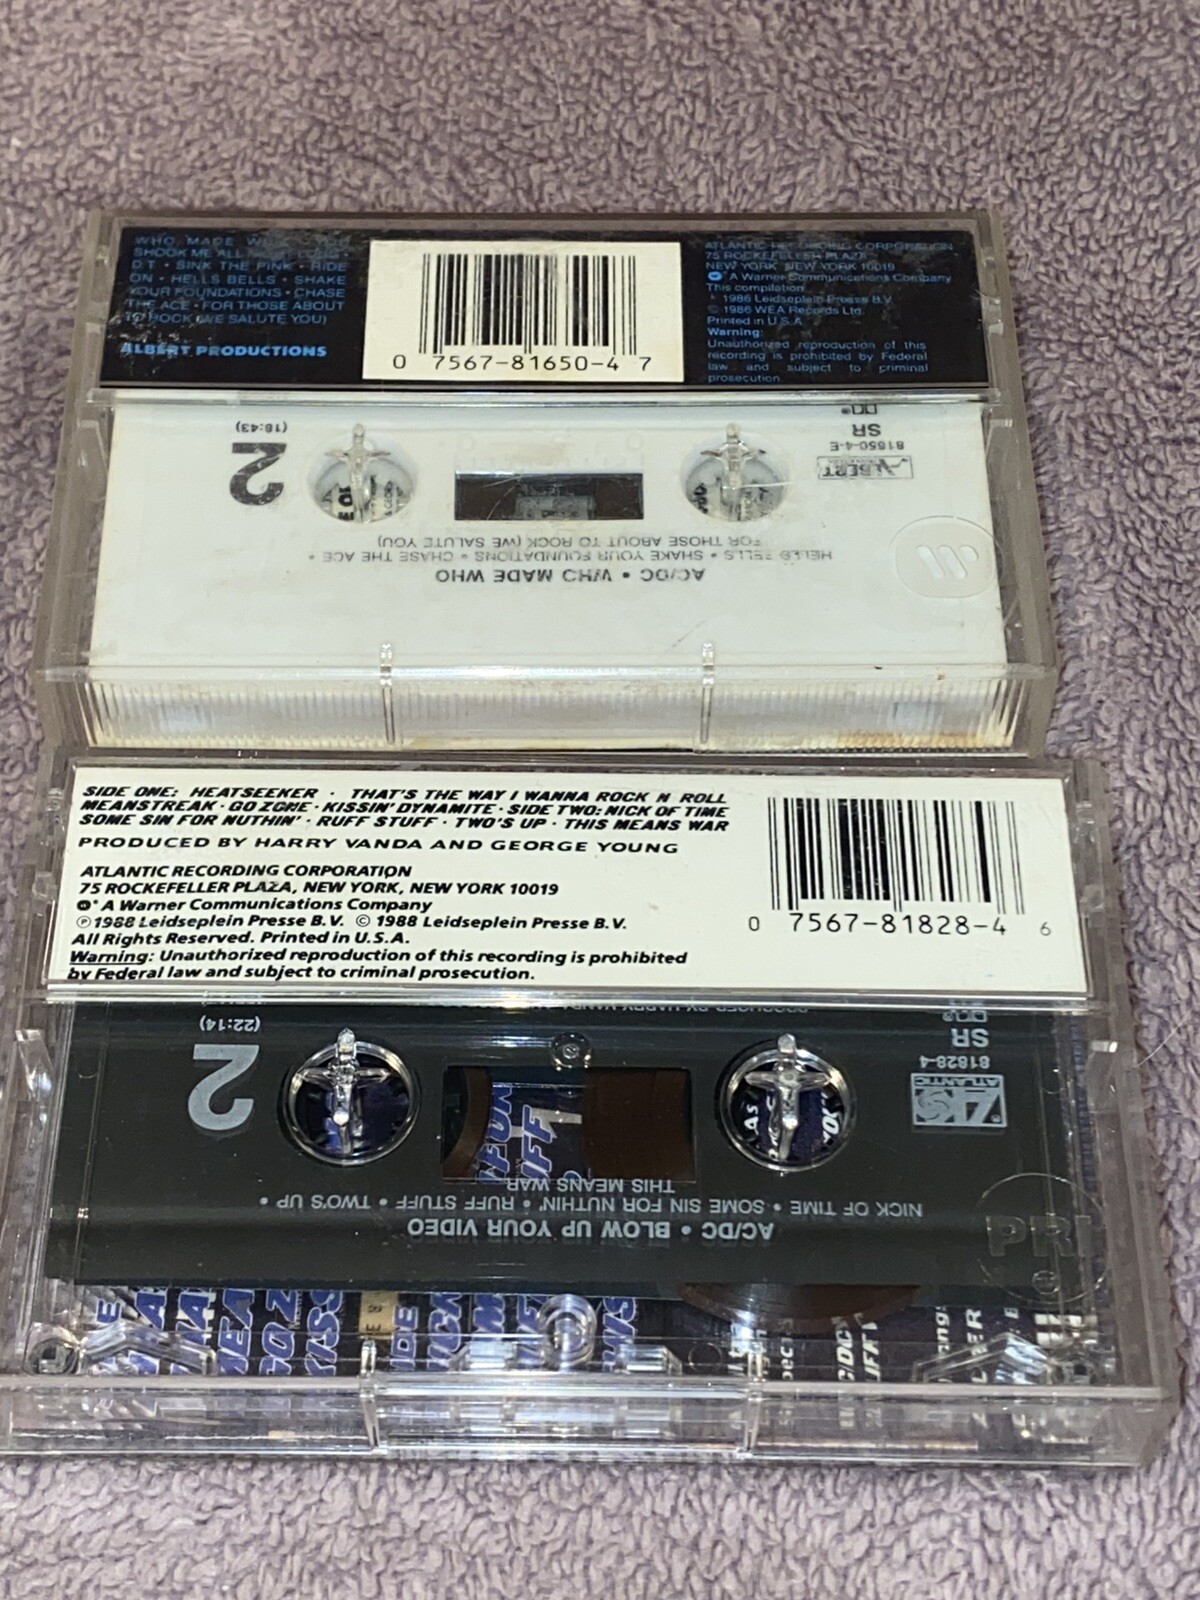 WHO MADE WHO • YOU
SHOOK ME ALL NIGHT LONG •
D.T. • SINK THE PINK • RIDE
ON • HELLS BELLS • SHAKE
YOUR FOUNDATIONS • CHASE
THE ACE • FOR THOSE ABOUT
TO ROCK (WE SALUTE YOU)
ALBERT PRODUCTIONS
0 7567-81650-4 7
ATLANTIC RECORDING CORPORATION
75 ROCKEFELLER PLAZA
NEW YORK, NEW YORK 10019
A Warner Communications Company
This compilation
1986 Leidseplein Presse B.V.
© 1986 WEA Records Ltd.
Printed in U.S.A.
Warning:
Unauthorized reproduction of this
recording is prohibited by Federal
law and subject to criminal
prosecution.
2
(18:43)
SR
81650-4-E
ALBERT
AC/DC • WHO MADE WHO
HELLS BELLS • SHAKE YOUR FOUNDATIONS • CHASE THE ACE •
FOR THOSE ABOUT TO ROCK (WE SALUTE YOU)
SIDE ONE: HEATSEEKER · THAT'S THE WAY I WANNA ROCK N ROLL
MEANSTREAK · GO ZONE · KISSIN' DYNAMITE · SIDE TWO: NICK OF TIME
SOME SIN FOR NUTHIN' · RUFF STUFF · TWO'S UP · THIS MEANS WAR
PRODUCED BY HARRY VANDA AND GEORGE YOUNG
ATLANTIC RECORDING CORPORATION
75 ROCKEFELLER PLAZA, NEW YORK, NEW YORK 10019
A Warner Communications Company
℗ 1988 Leidseplein Presse B.V. © 1988 Leidseplein Presse B.V.
All Rights Reserved. Printed in U.S.A.
Warning: Unauthorized reproduction of this recording is prohibited
by Federal law and subject to criminal prosecution.
0 7567-81828-4 6
2
(22:14)
SR
81828-4
ATLANTIC
AC/DC • BLOW UP YOUR VIDEO
NICK OF TIME • SOME SIN FOR NUTHIN' • RUFF STUFF • TWO'S UP •
THIS MEANS WAR
PRI